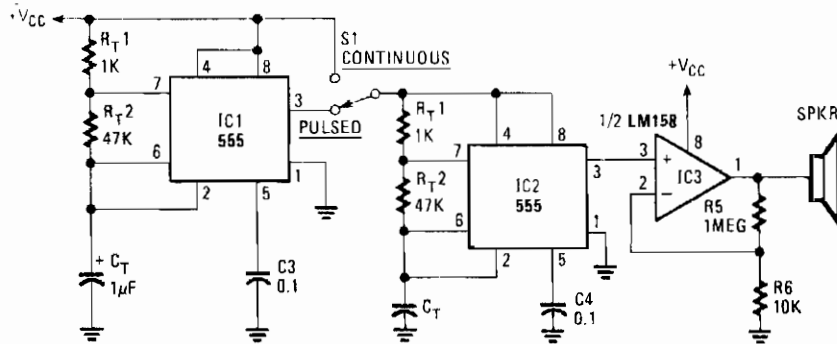 +VCC
RT1
1K
RT2
47K
+ CT
1µF
4
8
7
3
6
1
2
5
IC1
555
C3
0.1
S1
CONTINUOUS
PULSED
RT1
1K
RT2
47K
CT
4
8
7
3
6
1
2
5
IC2
555
C4
0.1
1/2 LM158
+VCC
8
3
+
2
−
IC3
1
R5
1MEG
R6
10K
SPKR